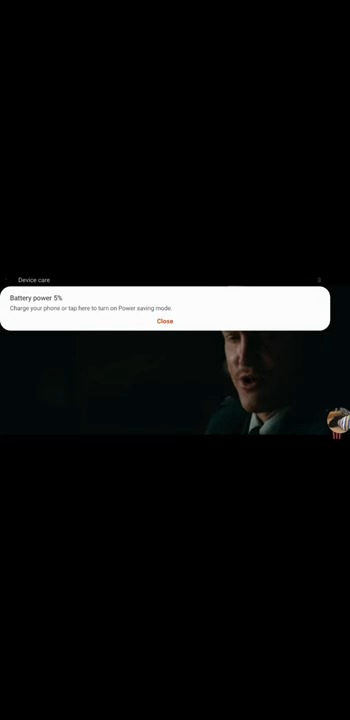 Device care
Battery power 5%
Charge your phone or tap here to turn on Power saving mode.
Close